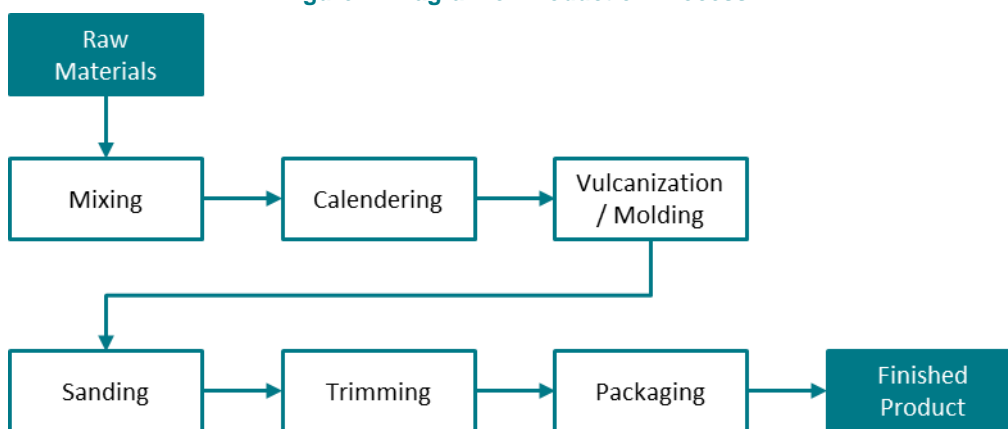 Raw
Materials
Mixing
Calendering
Vulcanization
/ Molding
Sanding
Trimming
Packaging
Finished
Product